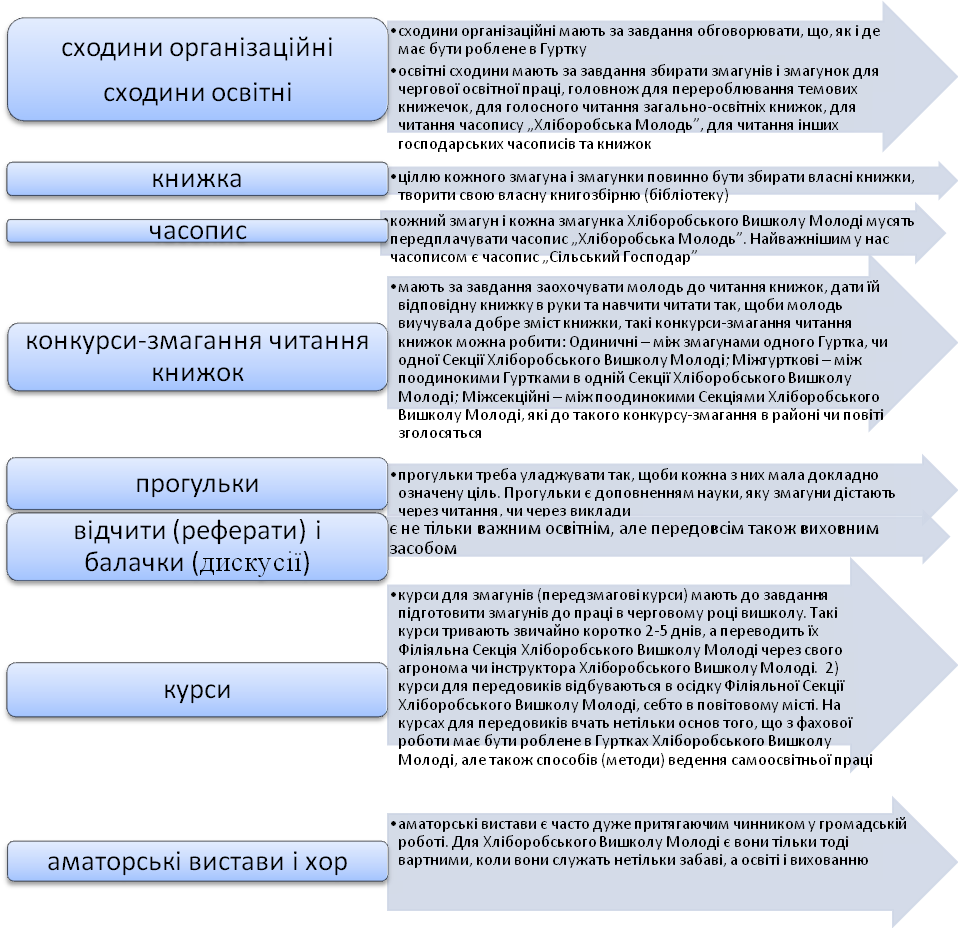 сходини організаційні
сходини освітні
•сходини організаційні мають за завдання обговорювати, що, як і де
має бути роблене в Гуртку
•освітні сходини мають за завдання збирати змагунів і змагунок для
чергової освітної праці, головнож для перероблювання темових
книжечок, для голосного читання загально-освітніх книжок, для
читання часопису „Хліборобська Молодь”, для читання інших
господарських часописів та книжок
книжка
•ціллю кожного змагуна і змагунки повинно бути збирати власні книжки,
творити свою власну книгозбірню (бібліотеку)
часопис
•кожний змагун і кожна змагунка Хліборобського Вишколу Молоді мусять
передплачувати часопис „Хліборобська Молодь”. Найважнішим у нас
часописом є часопис „Сільський Господар”
конкурси-змагання читання
книжок
•мають за завдання заохочувати молодь до читання книжок, дати їй
відповідну книжку в руки та навчити читати так, щоби молодь
виучувала добре зміст книжки, такі конкурси-змагання читання
книжок можна робити: Одиничні – між змагунами одного Гуртка, чи
одної Секції Хліборобського Вишколу Молоді; Міжгурткові – між
поодинокими Гуртками в одній Секції Хліборобського Вишколу
Молоді; Міжсекційні – між поодинокими Секціями Хліборобського
Вишколу Молоді, які до такого конкурсу-змагання в районі чи повіті
зголосяться
прогульки
•прогульки треба уладжувати так, щоби кожна з них мала докладно
означену ціль. Прогульки є доповненням науки, яку змагуни дістають
через читання, чи через виклади
відчити (реферати) і
балачки (дискусії)
є не тільки важним освітнім, але передовсім також виховним
засобом
курси
•курси для змагунів (передзмагові курси) мають до завдання
підготовити змагунів до праці в черговому році вишколу. Такі
курси тривають звичайно коротко 2-5 днів, а переводить їх
Філіяльна Секція Хліборобського Вишколу Молоді через свого
агронома чи інструктора Хліборобського Вишколу Молоді. 2)
курси для передовиків відбуваються в осідку Філіяльної Секції
Хліборобського Вишколу Молоді, себто в повітовому місті. На
курсах для передовиків вчать нетільки основ того, що з фахової
роботи має бути роблене в Гуртках Хліборобського Вишколу
Молоді, але також способів (методи) ведення самоосвітньої праці
аматорські вистави і хор
•аматорські вистави є часто дуже притягаючим чинником у громадській
роботі. Для Хліборобського Вишколу Молоді є вони тільки тоді
вартними, коли вони служать нетільки забаві, а освіті і вихованню